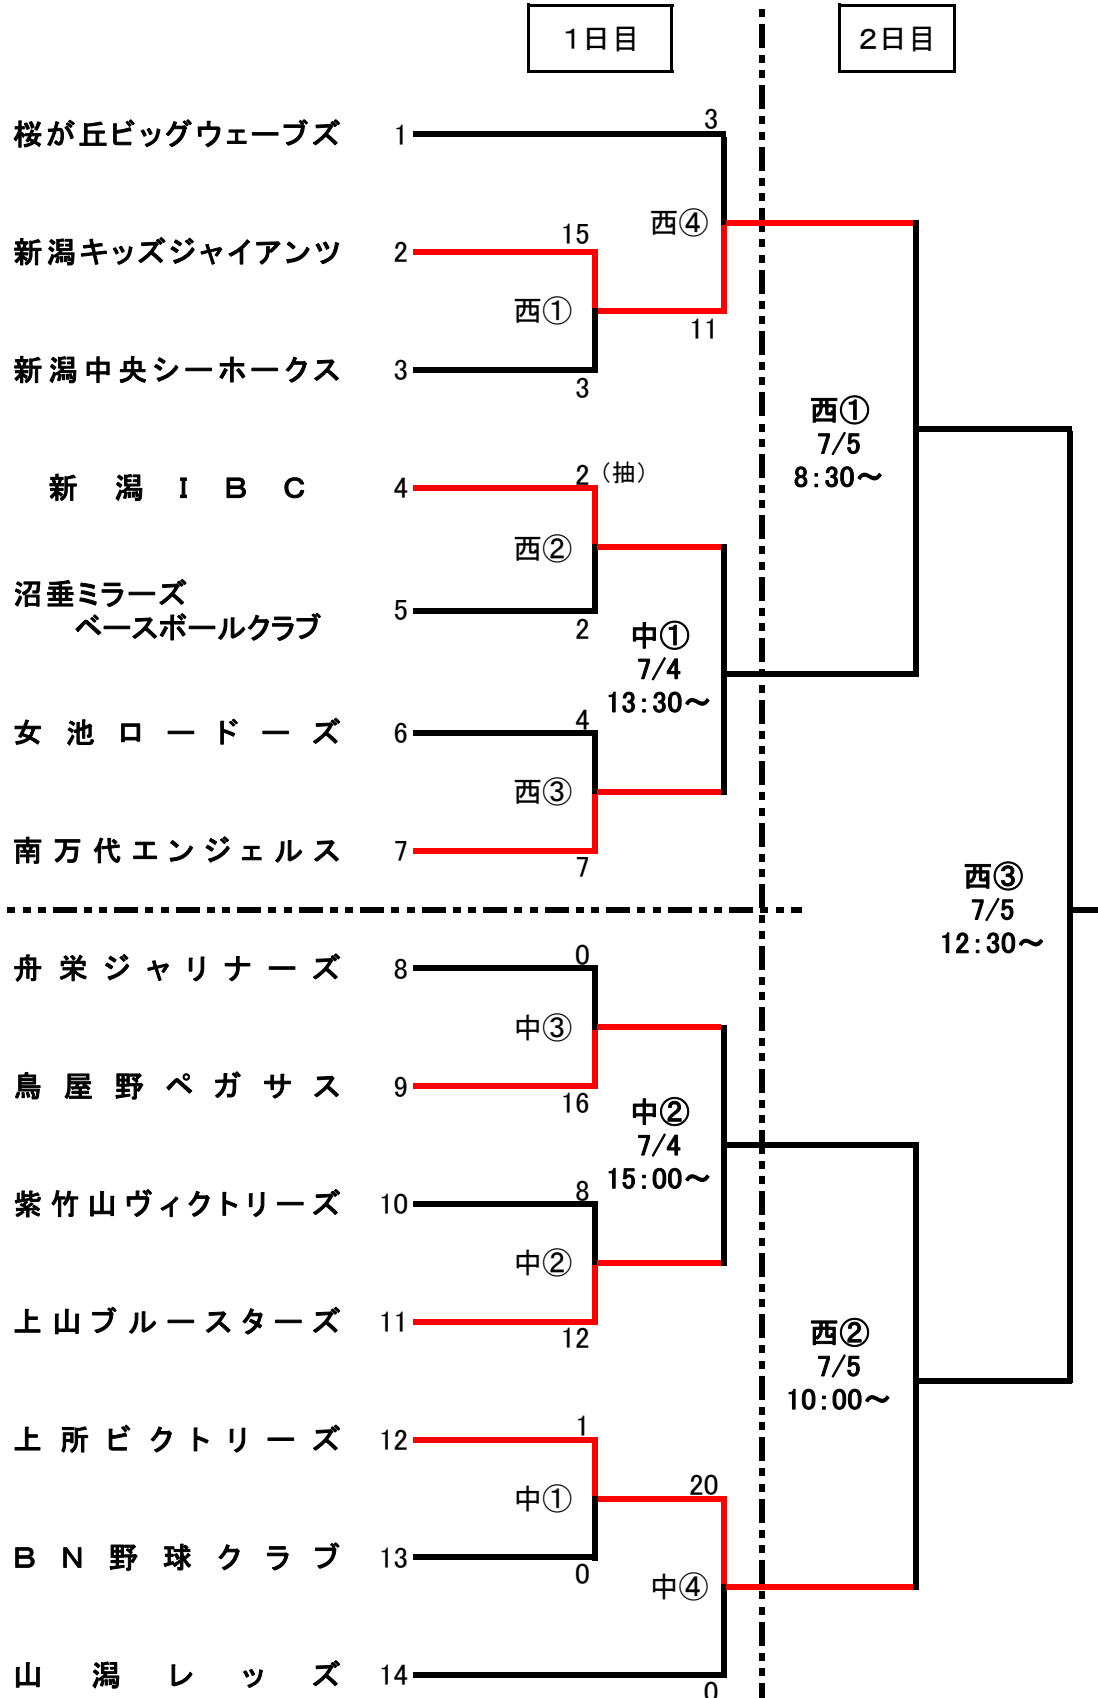 1日目
2日目
桜が丘ビッグウェーブズ 1
3
西④
新潟キッズジャイアンツ 2
15
西①
11
新潟中央シーホークス 3
3
西①
7/5
8:30～
新潟ＩＢＣ 4
2（抽）
西②
沼垂ミラーズ
ベースボールクラブ 5
2
中①
7/4
13:30～
女池ロードーズ 6
4
西③
南万代エンジェルス 7
7
西③
7/5
12:30～
舟栄ジャリナーズ 8
0
中③
鳥屋野ペガサス 9
16
中②
7/4
15:00～
紫竹山ヴィクトリーズ 10
8
中②
上山ブルースターズ 11
12
西②
7/5
10:00～
上所ビクトリーズ 12
1
中①
20
ＢＮ野球クラブ 13
0
中④
山潟レッズ 14
0